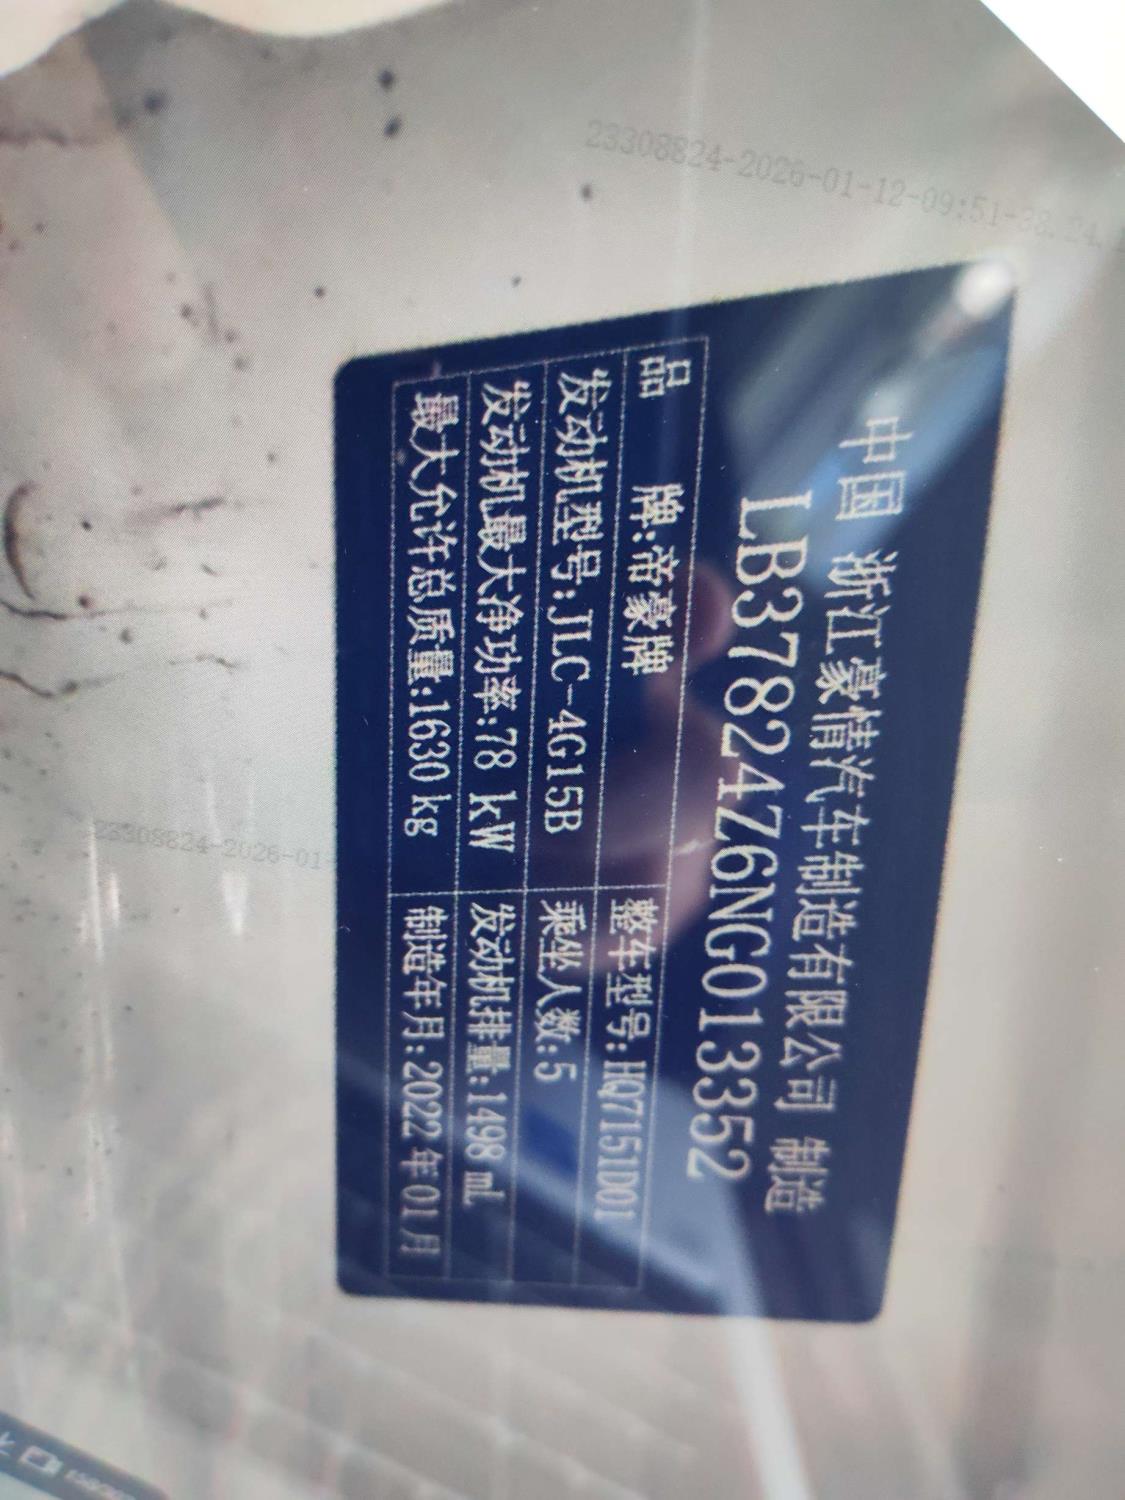 23308824-2026-01-12-09:51-38.24.
中国 浙江豪情汽车制造有限公司 制造
LB37824Z6NG013352
品 牌:帝豪牌 整车型号:HQ7151D01
发动机型号:JLC-4G15B 乘坐人数:5
发动机最大净功率:78 kW 发动机排量:1498 mL
最大允许总质量:1630 kg 制造年月:2022年01月
23308824-2026-01-